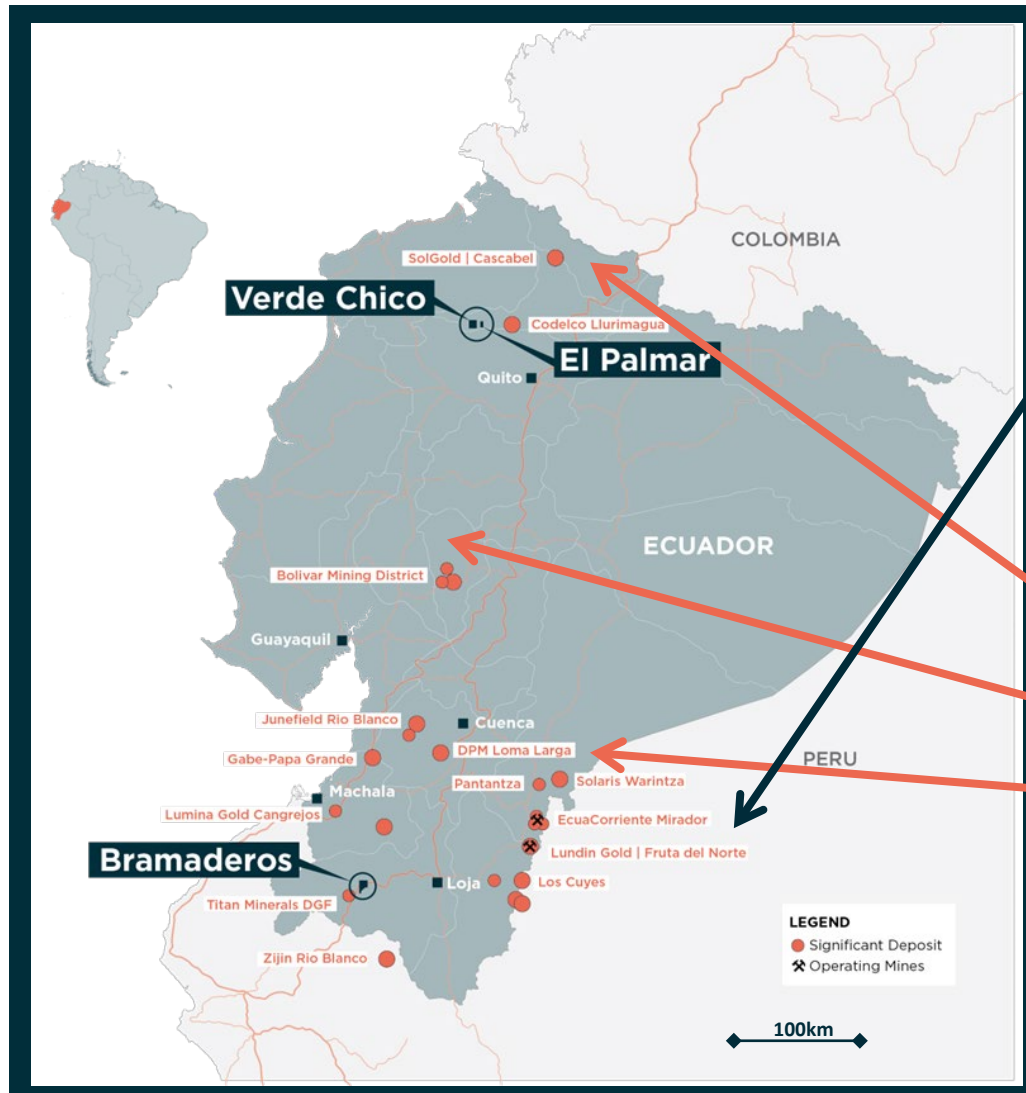 COLOMBIA
SolGold | Cascabel
Verde Chico
Codelco Llurimagua
El Palmar
Quito
ECUADOR
Bolivar Mining District
Guayaquil
Junefield Rio Blanco
Cuenca
DPM Loma Larga
Gabe-Papa Grande
PERU
Pantantza
Solaris Warintza
Machala
Lumina Gold Cangrejos
EcuaCorriente Mirador
Lundin Gold | Fruta del Norte
Bramaderos
Loja
Los Cuyes
Titan Minerals DGF
Zijin Rio Blanco
LEGEND
Significant Deposit
Operating Mines
100km